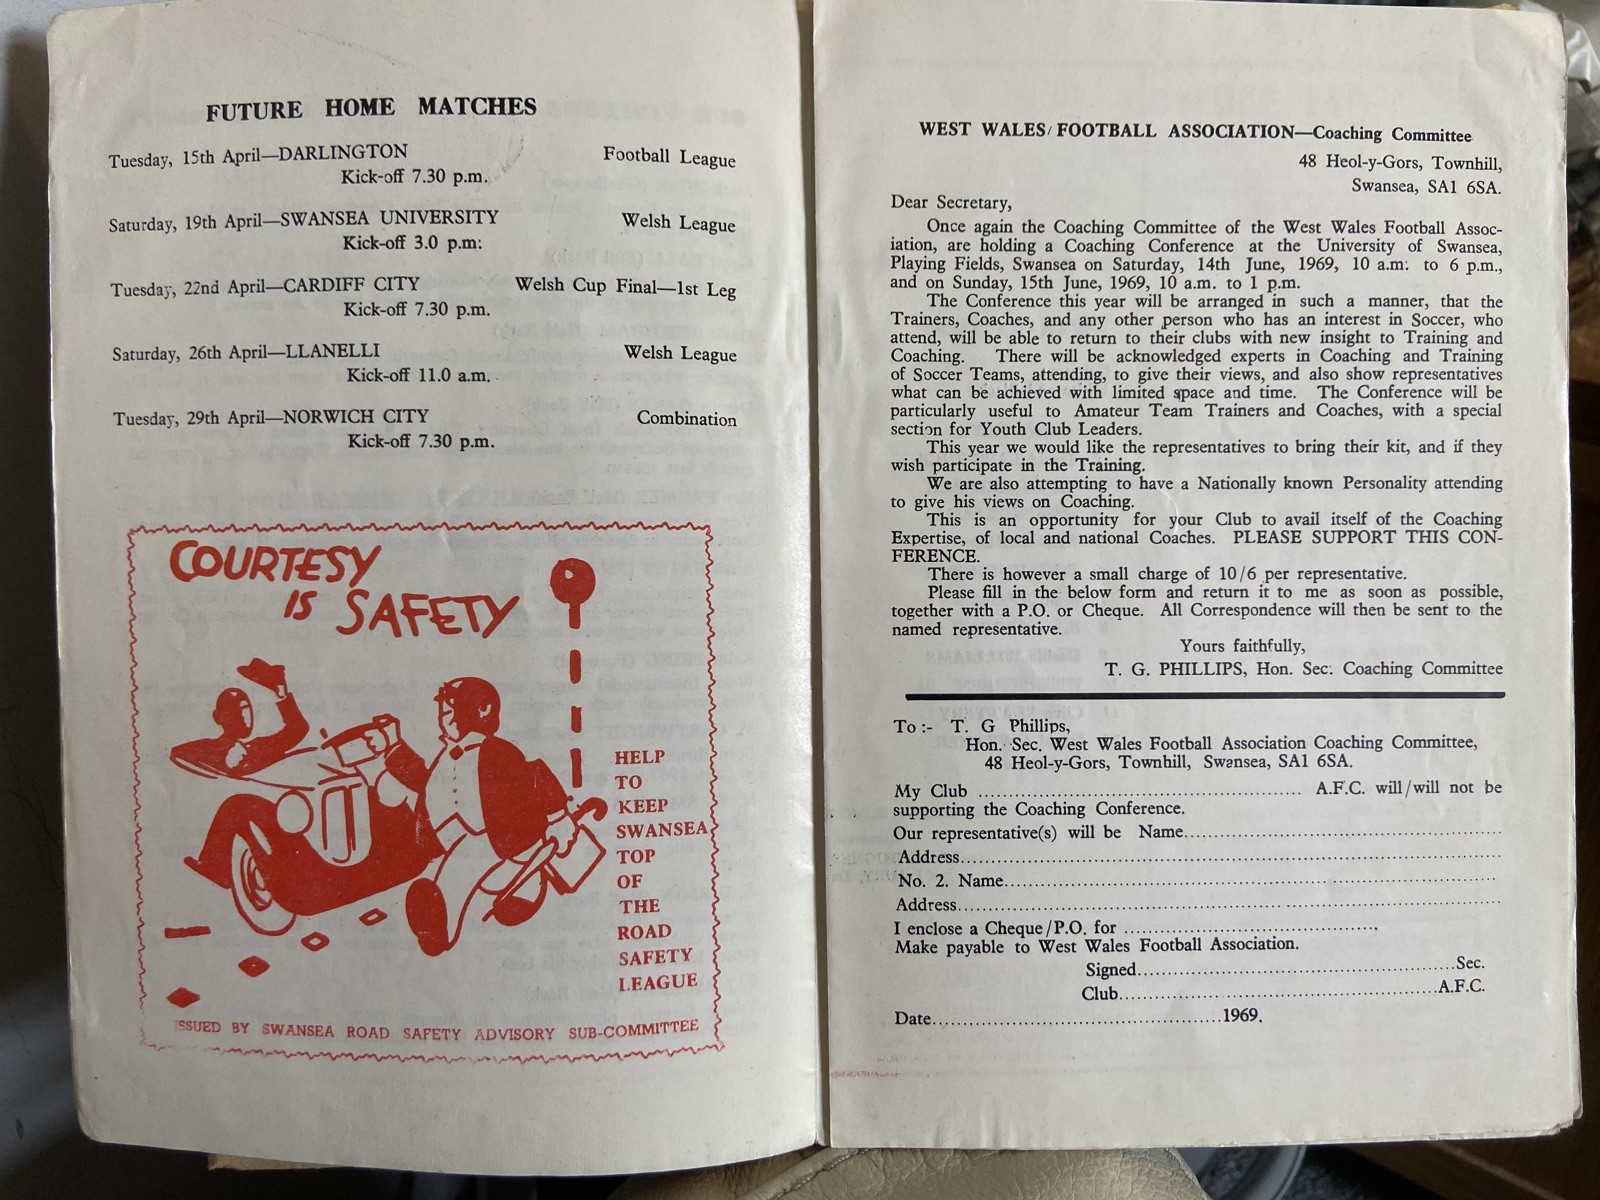 FUTURE HOME MATCHES
Tuesday, 15th April—DARLINGTON Football League
Kick-off 7.30 p.m.
Saturday, 19th April—SWANSEA UNIVERSITY Welsh League
Kick-off 3.0 p.m:
Tuesday, 22nd April—CARDIFF CITY Welsh Cup Final—1st Leg
Kick-off 7.30 p.m.
Saturday, 26th April—LLANELLI Welsh League
Kick-off 11.0 a.m.
Tuesday, 29th April—NORWICH CITY Combination
Kick-off 7.30 p.m.
COURTESY
IS SAFETY
HELP
TO
KEEP
SWANSEA
TOP
OF
THE
ROAD
SAFETY
LEAGUE
ISSUED BY SWANSEA ROAD SAFETY ADVISORY SUB-COMMITTEE
WEST WALES FOOTBALL ASSOCIATION—Coaching Committee
48 Heol-y-Gors, Townhill,
Swansea, SA1 6SA.
Dear Secretary,
Once again the Coaching Committee of the West Wales Football Assoc-
iation, are holding a Coaching Conference at the University of Swansea,
Playing Fields, Swansea on Saturday, 14th June, 1969, 10 a.m: to 6 p.m.,
and on Sunday, 15th June, 1969, 10 a.m. to 1 p.m.
The Conference this year will be arranged in such a manner, that the
Trainers, Coaches, and any other person who has an interest in Soccer, who
attend, will be able to return to their clubs with new insight to Training and
Coaching. There will be acknowledged experts in Coaching and Training
of Soccer Teams, attending, to give their views, and also show representatives
what can be achieved with limited space and time. The Conference will be
particularly useful to Amateur Team Trainers and Coaches, with a special
section for Youth Club Leaders.
This year we would like the representatives to bring their kit, and if they
wish participate in the Training.
We are also attempting to have a Nationally known Personality attending
to give his views on Coaching.
This is an opportunity for your Club to avail itself of the Coaching
Expertise, of local and national Coaches. PLEASE SUPPORT THIS CON-
FERENCE.
There is however a small charge of 10/6 per representative.
Please fill in the below form and return it to me as soon as possible,
together with a P.O. or Cheque. All Correspondence will then be sent to the
named representative.
Yours faithfully,
T. G. PHILLIPS, Hon. Sec. Coaching Committee
To :- T. G Phillips,
Hon. Sec. West Wales Football Association Coaching Committee,
48 Heol-y-Gors, Townhill, Swansea, SA1 6SA.
My Club ........................................ A.F.C. will/will not be
supporting the Coaching Conference.
Our representative(s) will be Name........................................
Address........................................
No. 2. Name........................................
Address........................................
I enclose a Cheque/P.O. for ........................................
Make payable to West Wales Football Association.
Signed........................................Sec.
Club........................................A.F.C.
Date........................................1969.